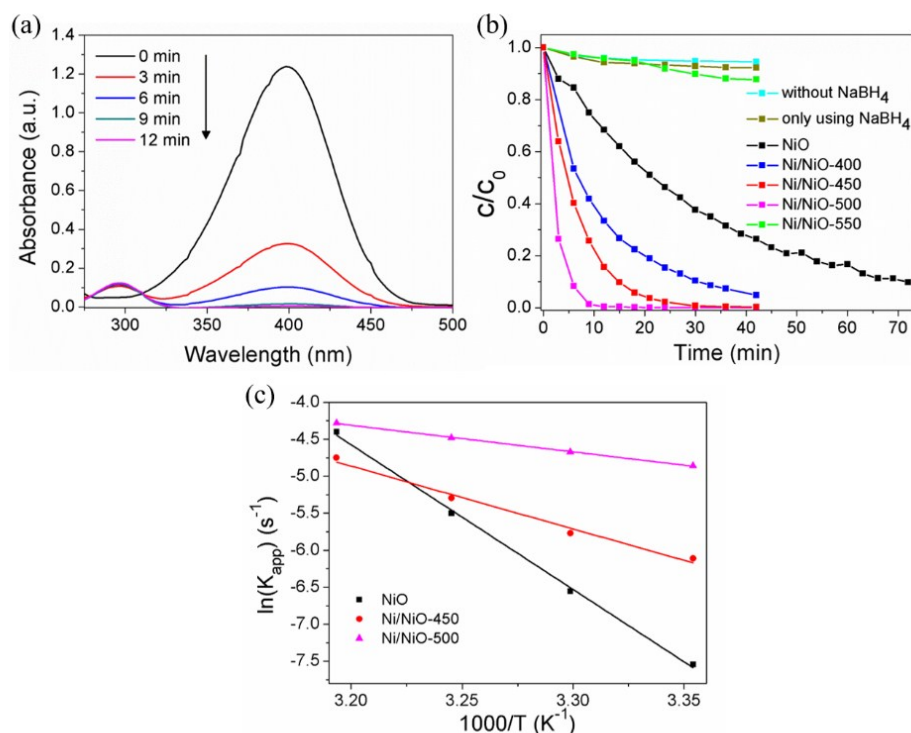 (a)
1.4
1.2
1.0
0.8
0.6
0.4
0.2
0.0
Absorbance (a.u.)
0 min
3 min
6 min
9 min
12 min
300
350
400
450
500
Wavelength (nm)
(b)
1.0
0.8
0.6
0.4
0.2
0.0
c/c₀
without NaBH₄
only using NaBH₄
NiO
Ni/NiO-400
Ni/NiO-450
Ni/NiO-500
Ni/NiO-550
0
10
20
30
40
50
60
70
Time (min)
(c)
-4.0
-4.5
-5.0
-5.5
-6.0
-6.5
-7.0
-7.5
ln(K_app) (s⁻¹)
NiO
Ni/NiO-450
Ni/NiO-500
3.20
3.25
3.30
3.35
1000/T (K⁻¹)